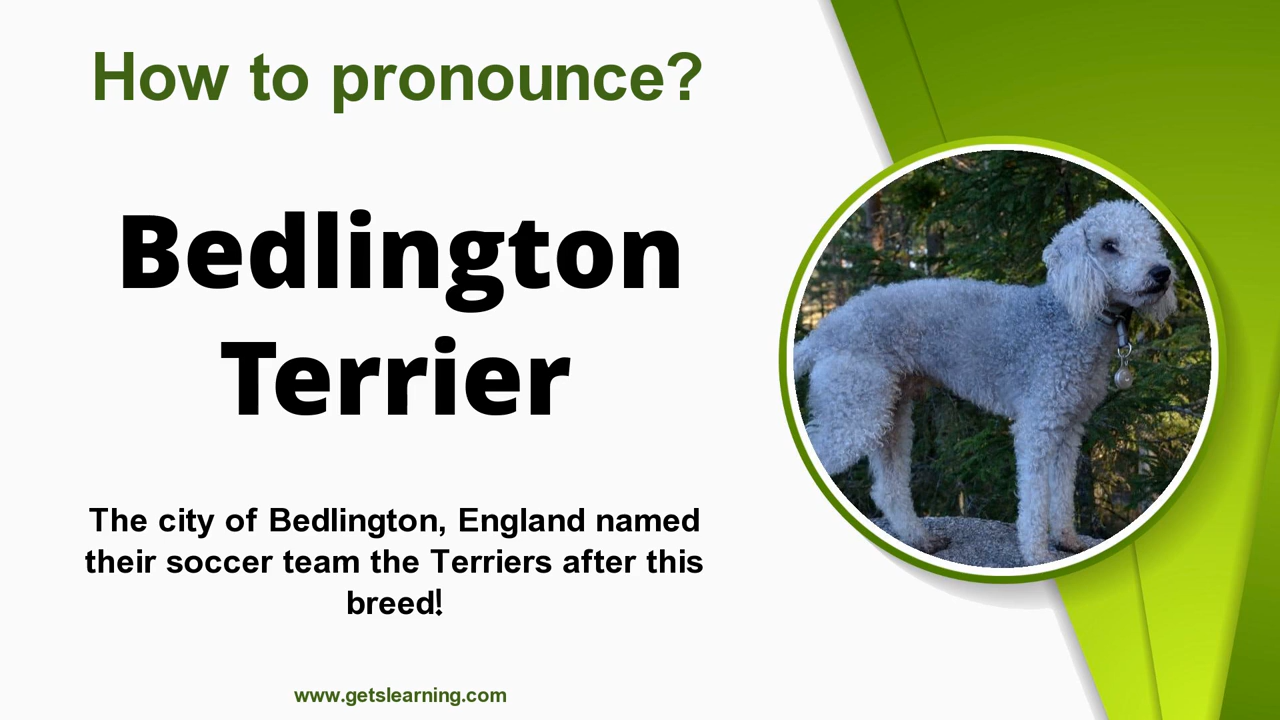 How to pronounce?
Bedlington
Terrier
The city of Bedlington, England named
their soccer team the Terriers after this
breed!
www.getslearning.com